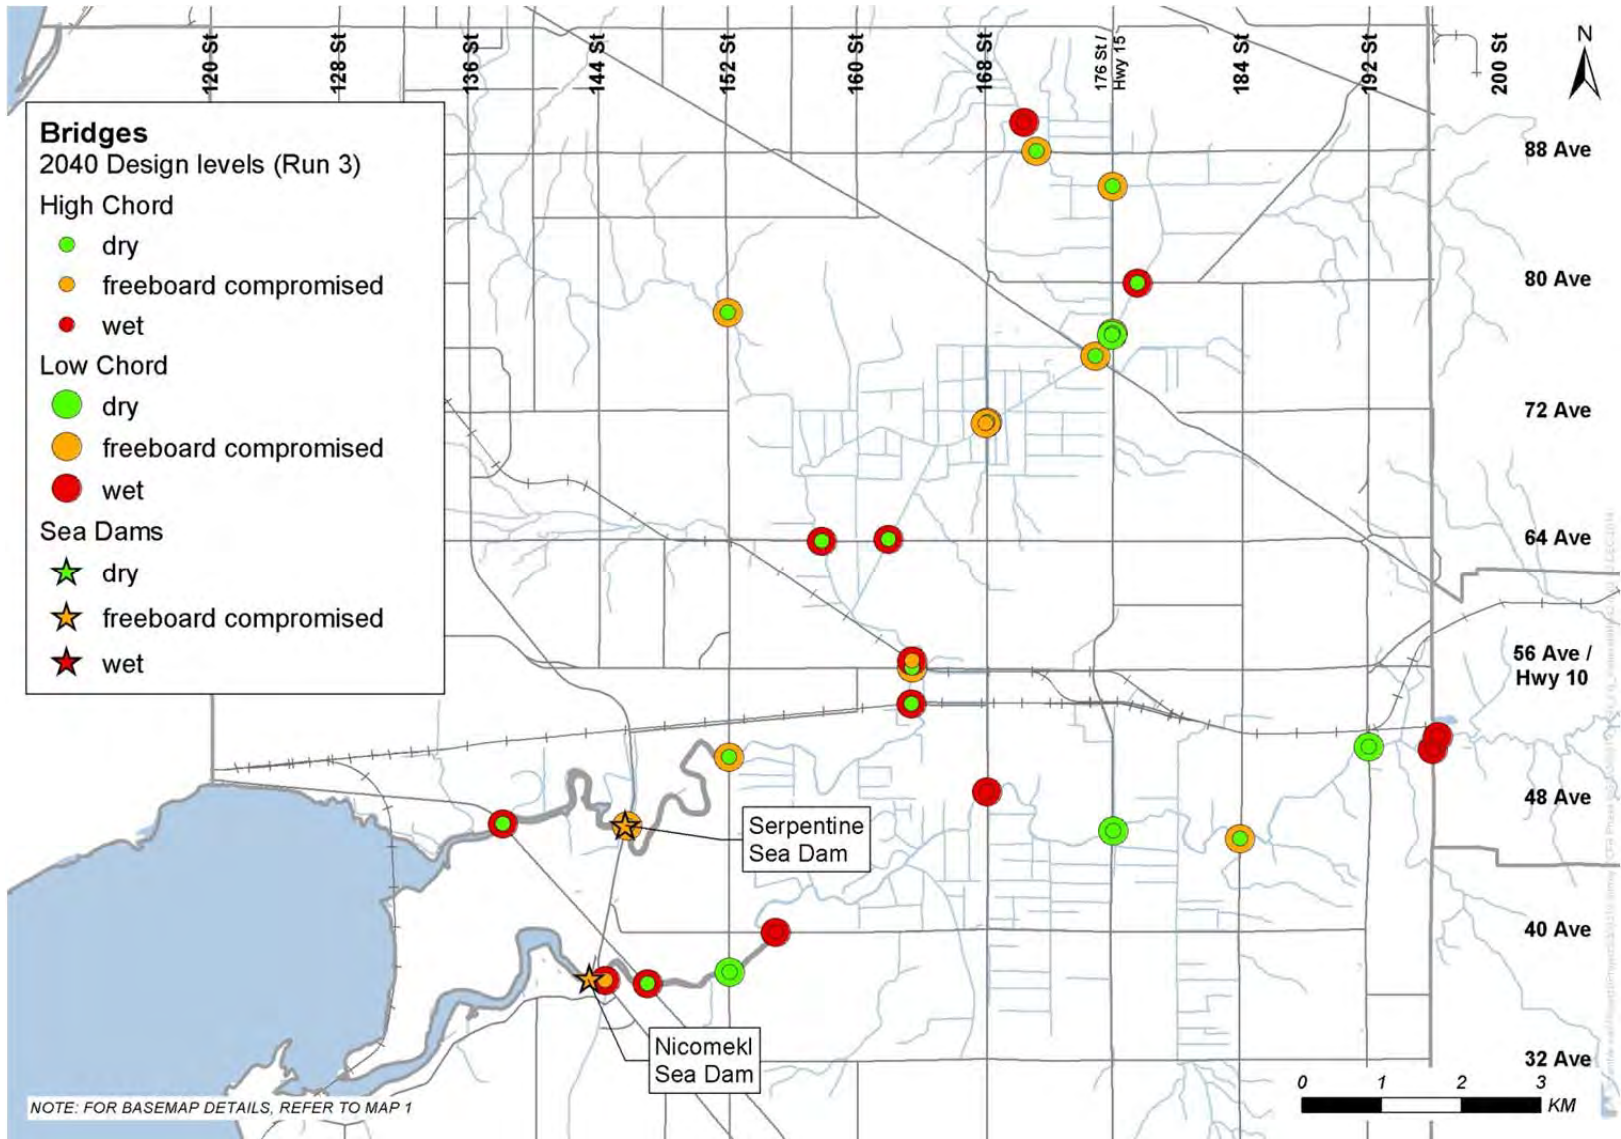 120 St
128 St
136 St
144 St
152 St
160 St
168 St
176 St /
Hwy 15
184 St
192 St
200 St
N
Bridges
2040 Design levels (Run 3)
High Chord
dry
freeboard compromised
wet
Low Chord
dry
freeboard compromised
wet
Sea Dams
dry
freeboard compromised
wet
88 Ave
80 Ave
72 Ave
64 Ave
56 Ave /
Hwy 10
48 Ave
40 Ave
32 Ave
Serpentine
Sea Dam
Nicomekl
Sea Dam
0 1 2 3
KM
NOTE: FOR BASEMAP DETAILS, REFER TO MAP 1